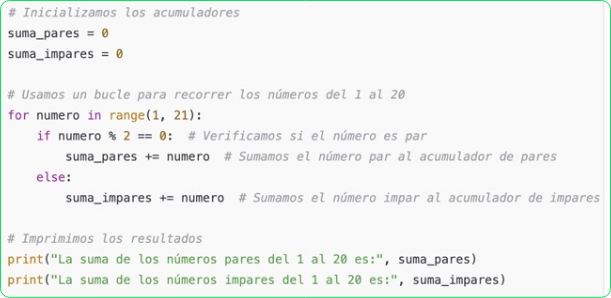 # Inicializamos los acumuladores
suma_pares = 0
suma_impares = 0

# Usamos un bucle para recorrer los números del 1 al 20
for numero in range(1, 21):
    if numero % 2 == 0:  # Verificamos si el número es par
        suma_pares += numero  # Sumamos el número par al acumulador de pares
    else:
        suma_impares += numero  # Sumamos el número impar al acumulador de impares

# Imprimimos los resultados
print("La suma de los números pares del 1 al 20 es:", suma_pares)
print("La suma de los números impares del 1 al 20 es:", suma_impares)